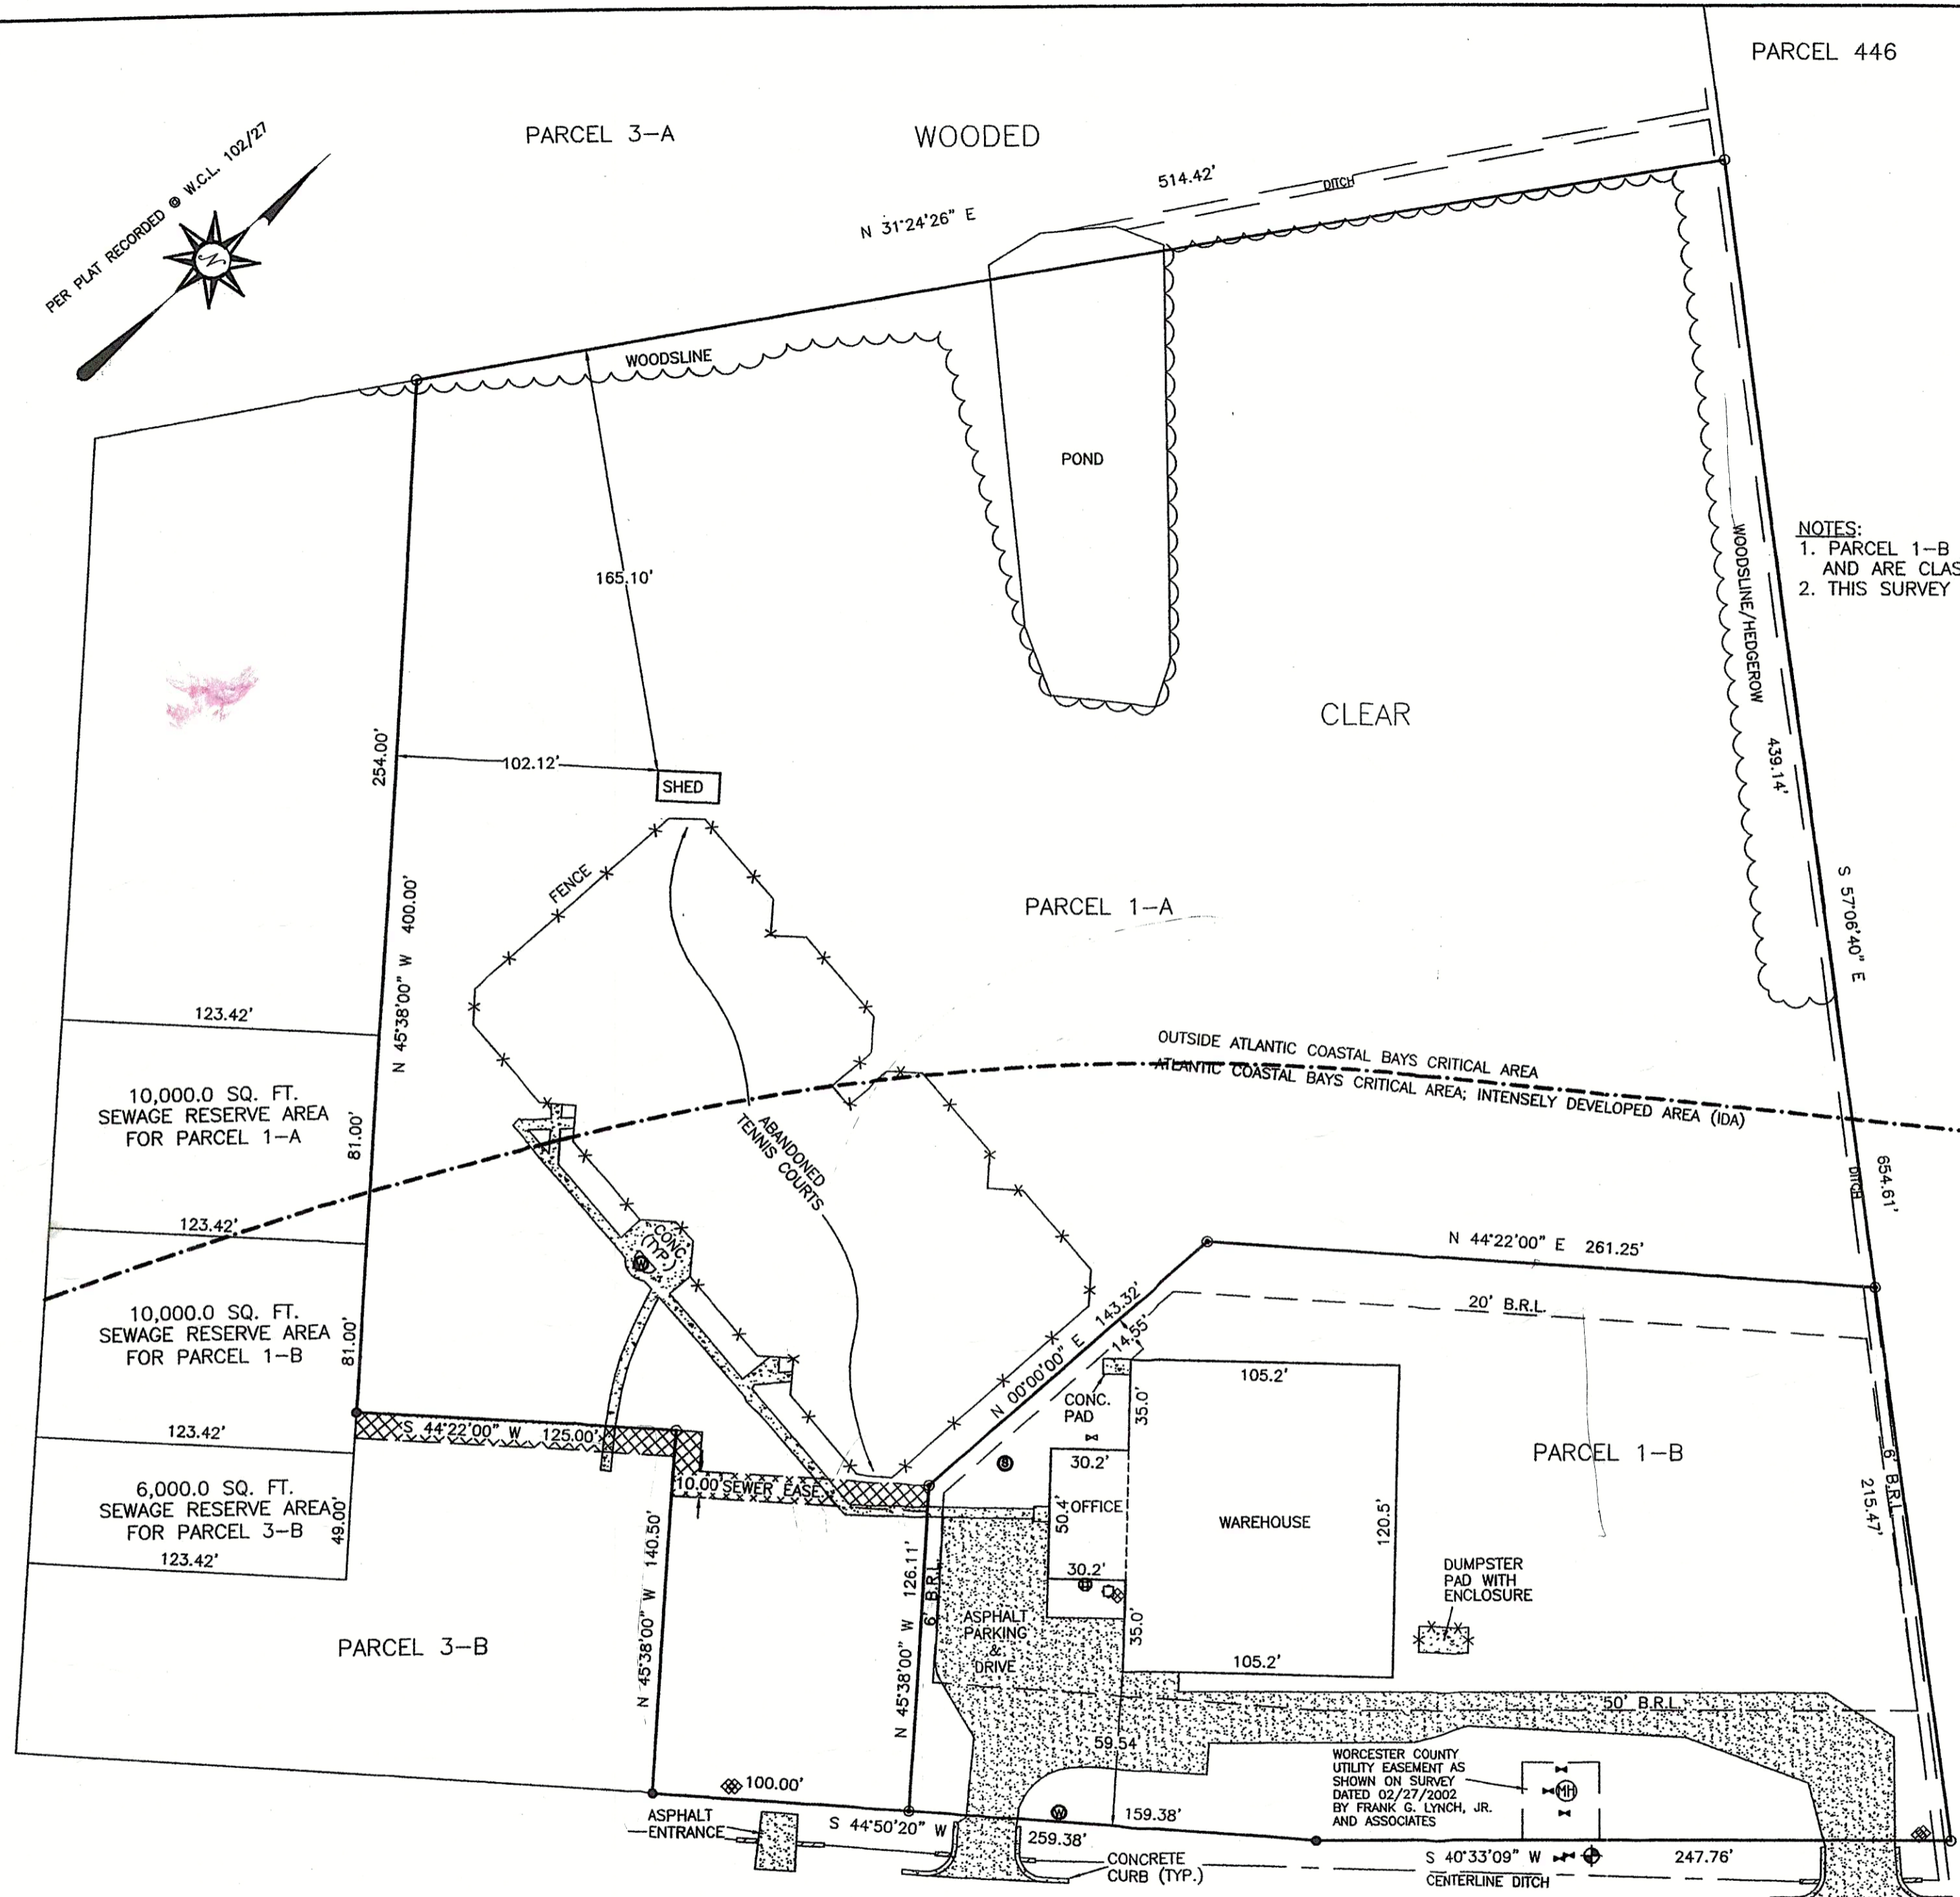 PARCEL 446
PARCEL 3-A
WOODED
PER PLAT RECORDED @ W.C.L. 102/27
N
514.42'
DITCH
N 31°24'26" E
WOODSLINE
POND
165.10'
NOTES:
1. PARCEL 1-B
AND ARE CLAS
2. THIS SURVEY
WOODSLINE/HEDGEROW
CLEAR
439.14'
254.00'
102.12'
SHED
FENCE
S 57°06'40" E
PARCEL 1-A
N 45°38'00" W 400.00'
123.42'
OUTSIDE ATLANTIC COASTAL BAYS CRITICAL AREA
ATLANTIC COASTAL BAYS CRITICAL AREA; INTENSELY DEVELOPED AREA (IDA)
10,000.0 SQ. FT.
SEWAGE RESERVE AREA
FOR PARCEL 1-A
81.00'
ABANDONED
TENNIS COURTS
DITCH
654.61'
123.42'
CONC.
(TYP.)
W
N 44°22'00" E 261.25'
10,000.0 SQ. FT.
SEWAGE RESERVE AREA
FOR PARCEL 1-B
81.00'
20' B.R.L.
N 00°00'00" E 143.32'
14.55'
105.2'
CONC.
PAD
35.0'
S 44°22'00" W 125.00'
123.42'
PARCEL 1-B
6' B.R.L.
215.47'
S
30.2'
10.00' SEWER EASE.
6,000.0 SQ. FT.
SEWAGE RESERVE AREA
FOR PARCEL 3-B
49.00'
123.42'
50.4'
OFFICE
WAREHOUSE
120.5'
N 45°38'00" W 140.50'
N 45°38'00" W 126.11'
6' B.R.L.
30.2'
DUMPSTER
PAD WITH
ENCLOSURE
ASPHALT
PARKING
&
DRIVE
35.0'
PARCEL 3-B
105.2'
50' B.R.L.
59.54
WORCESTER COUNTY
UTILITY EASEMENT AS
SHOWN ON SURVEY
DATED 02/27/2002
BY FRANK G. LYNCH, JR.
AND ASSOCIATES
MH
100.00'
W
159.38'
ASPHALT
ENTRANCE
S 44°50'20" W
259.38'
CONCRETE
CURB (TYP.)
S 40°33'09" W
247.76'
CENTERLINE DITCH